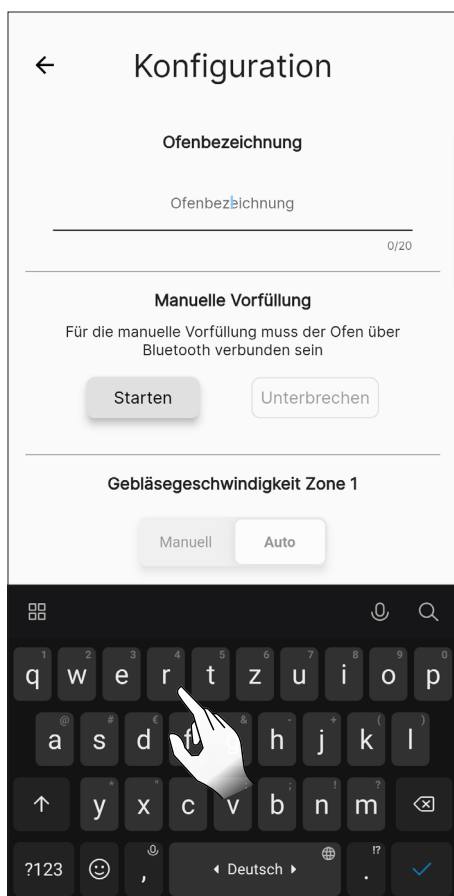 Konfiguration
Ofenbezeichnung
Ofenbezeichnung
0/20
Manuelle Vorfüllung
Für die manuelle Vorfüllung muss der Ofen über
Bluetooth verbunden sein
Starten Unterbrechen
Gebläsegeschwindigkeit Zone 1
Manuell Auto
1 2 3 4 5 6 7 8 9 0
q w e r t z u i o p
@ # € & - + ( )
a s d f g h j k l
* " : ; ! ?
y x c v b n m
!?
?123 , ◂ Deutsch ▸ .